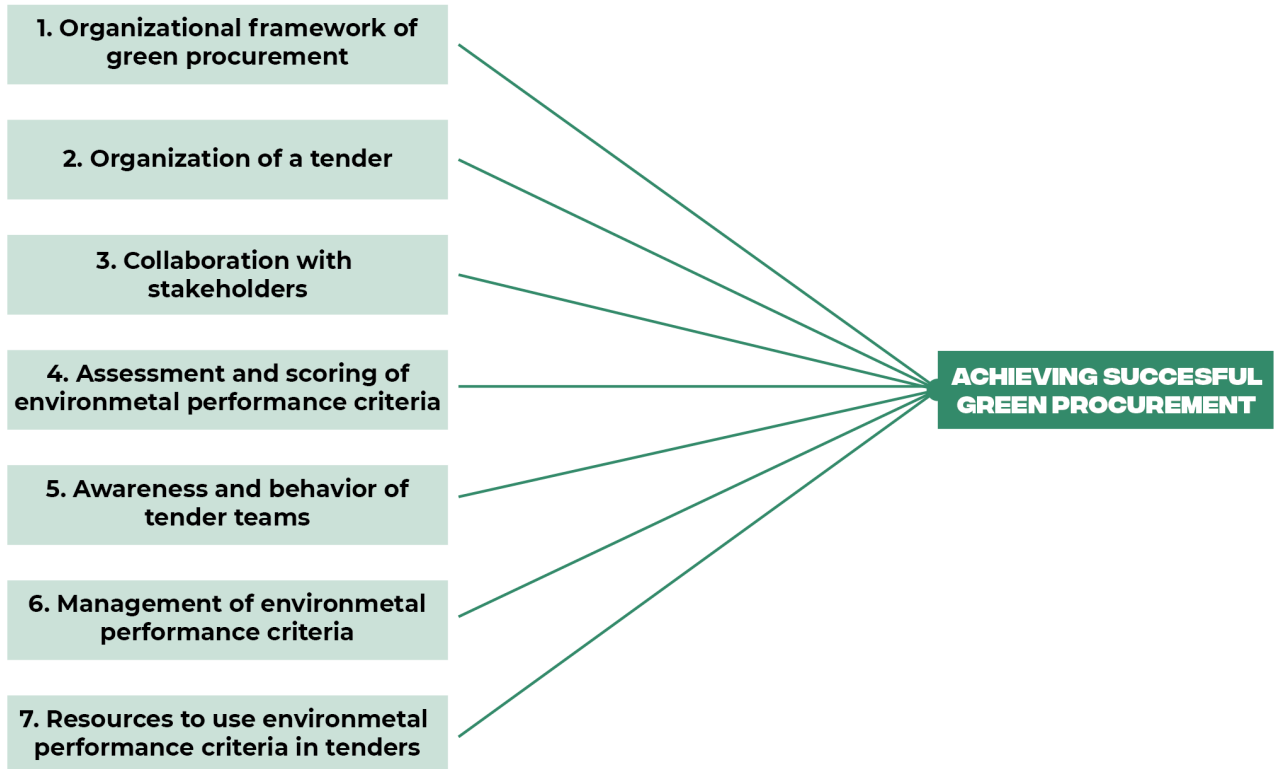 1. Organizational framework of
green procurement
2. Organization of a tender
3. Collaboration with
stakeholders
4. Assessment and scoring of
environmetal performance criteria
5. Awareness and behavior of
tender teams
6. Management of environmetal
performance criteria
7. Resources to use environmetal
performance criteria in tenders
ACHIEVING SUCCESFUL
GREEN PROCUREMENT